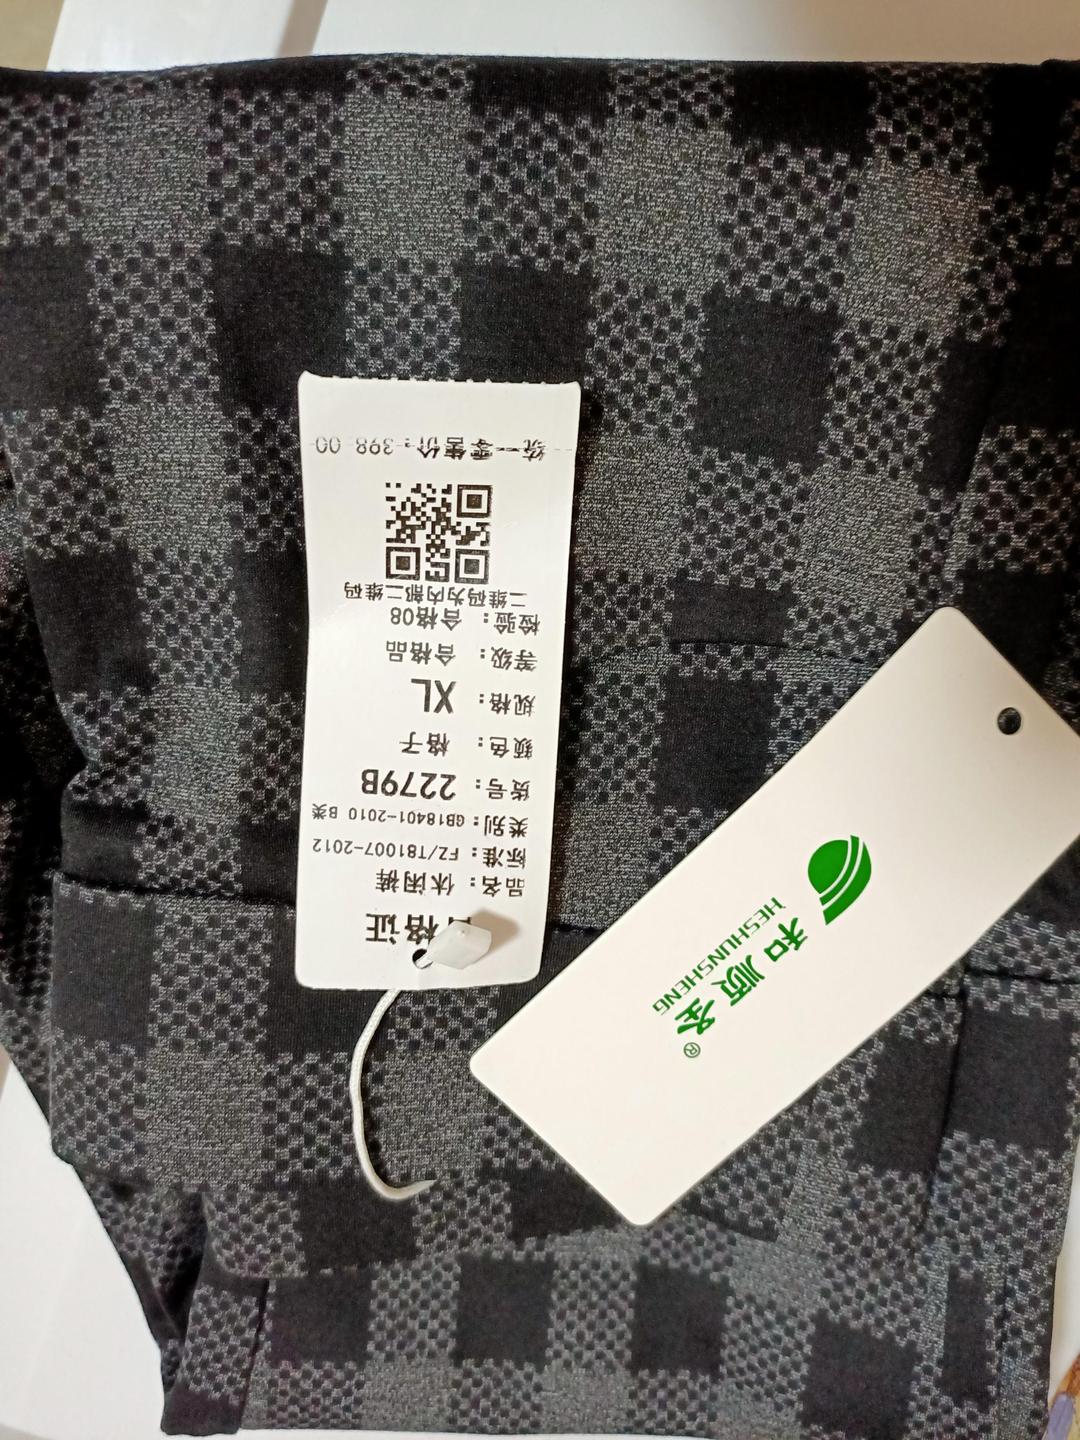 合格证
品名：休闲裤
标准：FZ/T81007-2012
类别：GB18401-2010 B类
货号：2279B
颜色：格子
规格：XL
等级：合格品
检验：合格08
二维码为内部二维码
统一零售价：398 00
和顺圣®
HESHUNSHENG